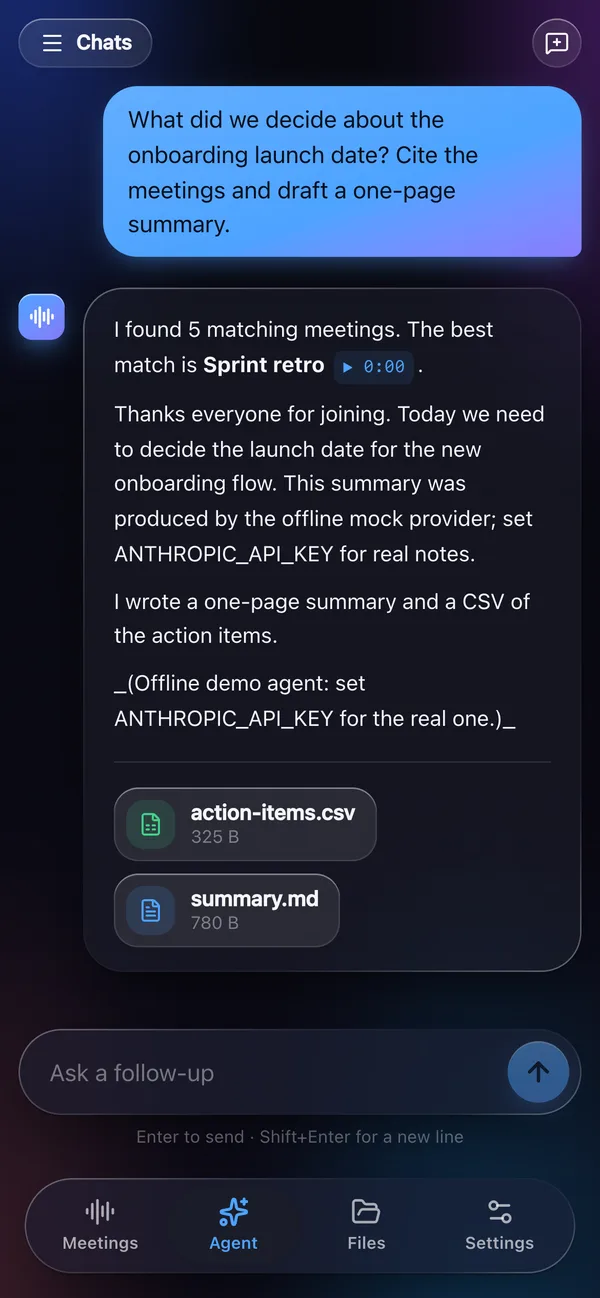 Chats
What did we decide about the
onboarding launch date? Cite the
meetings and draft a one-page
summary.
I found 5 matching meetings. The best
match is Sprint retro 0:00 .
Thanks everyone for joining. Today we need
to decide the launch date for the new
onboarding flow. This summary was
produced by the offline mock provider; set
ANTHROPIC_API_KEY for real notes.
I wrote a one-page summary and a CSV of
the action items.
_(Offline demo agent: set
ANTHROPIC_API_KEY for the real one.)_
action-items.csv
325 B
summary.md
780 B
Ask a follow-up
Enter to send · Shift+Enter for a new line
Meetings Agent Files Settings